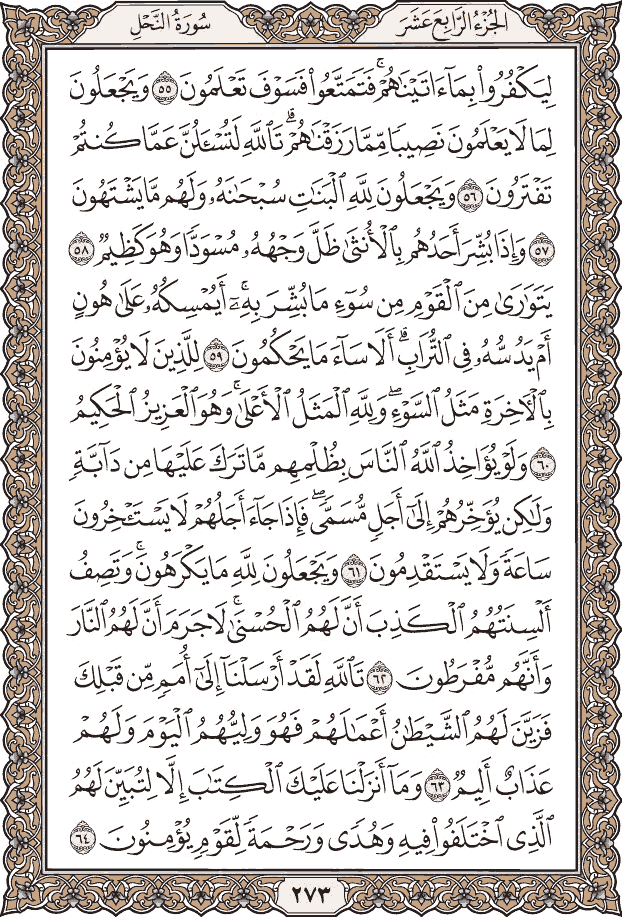 الجُزْءُ الرَّابِعَ عَشَرَ
سُورَةُ النَّحْلِ
لِيَكْفُرُوا۟ بِمَآ ءَاتَيْنَـٰهُمْ ۚ فَتَمَتَّعُوا۟ فَسَوْفَ تَعْلَمُونَ ٥٥ وَيَجْعَلُونَ
لِمَا لَا يَعْلَمُونَ نَصِيبًا مِّمَّا رَزَقْنَـٰهُمْ ۗ تَٱللَّهِ لَتُسْـَٔلُنَّ عَمَّا كُنتُمْ
تَفْتَرُونَ ٥٦ وَيَجْعَلُونَ لِلَّهِ ٱلْبَنَـٰتِ سُبْحَـٰنَهُۥ وَلَهُم مَّا يَشْتَهُونَ
٥٧ وَإِذَا بُشِّرَ أَحَدُهُم بِٱلْأُنثَىٰ ظَلَّ وَجْهُهُۥ مُسْوَدًّا وَهُوَ كَظِيمٌ ٥٨
يَتَوَٰرَىٰ مِنَ ٱلْقَوْمِ مِن سُوٓءِ مَا بُشِّرَ بِهِۦٓ ۚ أَيُمْسِكُهُۥ عَلَىٰ هُونٍ
أَمْ يَدُسُّهُۥ فِى ٱلتُّرَابِ ۗ أَلَا سَآءَ مَا يَحْكُمُونَ ٥٩ لِلَّذِينَ لَا يُؤْمِنُونَ
بِٱلْـَٔاخِرَةِ مَثَلُ ٱلسَّوْءِ ۖ وَلِلَّهِ ٱلْمَثَلُ ٱلْأَعْلَىٰ ۚ وَهُوَ ٱلْعَزِيزُ ٱلْحَكِيمُ
٦٠ وَلَوْ يُؤَاخِذُ ٱللَّهُ ٱلنَّاسَ بِظُلْمِهِم مَّا تَرَكَ عَلَيْهَا مِن دَآبَّةٍ
وَلَـٰكِن يُؤَخِّرُهُمْ إِلَىٰٓ أَجَلٍ مُّسَمًّى ۖ فَإِذَا جَآءَ أَجَلُهُمْ لَا يَسْتَـْٔخِرُونَ
سَاعَةً وَلَا يَسْتَقْدِمُونَ ٦١ وَيَجْعَلُونَ لِلَّهِ مَا يَكْرَهُونَ ۚ وَتَصِفُ
أَلْسِنَتُهُمُ ٱلْكَذِبَ أَنَّ لَهُمُ ٱلْحُسْنَىٰ ۚ لَا جَرَمَ أَنَّ لَهُمُ ٱلنَّارَ
وَأَنَّهُم مُّفْرَطُونَ ٦٢ تَٱللَّهِ لَقَدْ أَرْسَلْنَآ إِلَىٰٓ أُمَمٍ مِّن قَبْلِكَ
فَزَيَّنَ لَهُمُ ٱلشَّيْطَـٰنُ أَعْمَـٰلَهُمْ فَهُوَ وَلِيُّهُمُ ٱلْيَوْمَ وَلَهُمْ
عَذَابٌ أَلِيمٌ ٦٣ وَمَآ أَنزَلْنَا عَلَيْكَ ٱلْكِتَـٰبَ إِلَّا لِتُبَيِّنَ لَهُمُ
ٱلَّذِى ٱخْتَلَفُوا۟ فِيهِ وَهُدًى وَرَحْمَةً لِّقَوْمٍ يُؤْمِنُونَ ٦٤
٢٧٣